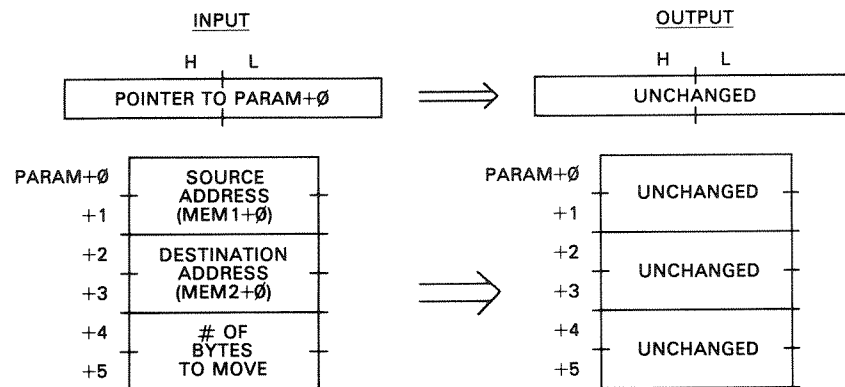 INPUT
OUTPUT
H L
H L
POINTER TO PARAM+Ø
UNCHANGED
PARAM+Ø
+1
SOURCE
ADDRESS
(MEM1+Ø)
+2
+3
DESTINATION
ADDRESS
(MEM2+Ø)
+4
+5
# OF
BYTES
TO MOVE
PARAM+Ø
+1
UNCHANGED
+2
+3
UNCHANGED
+4
+5
UNCHANGED